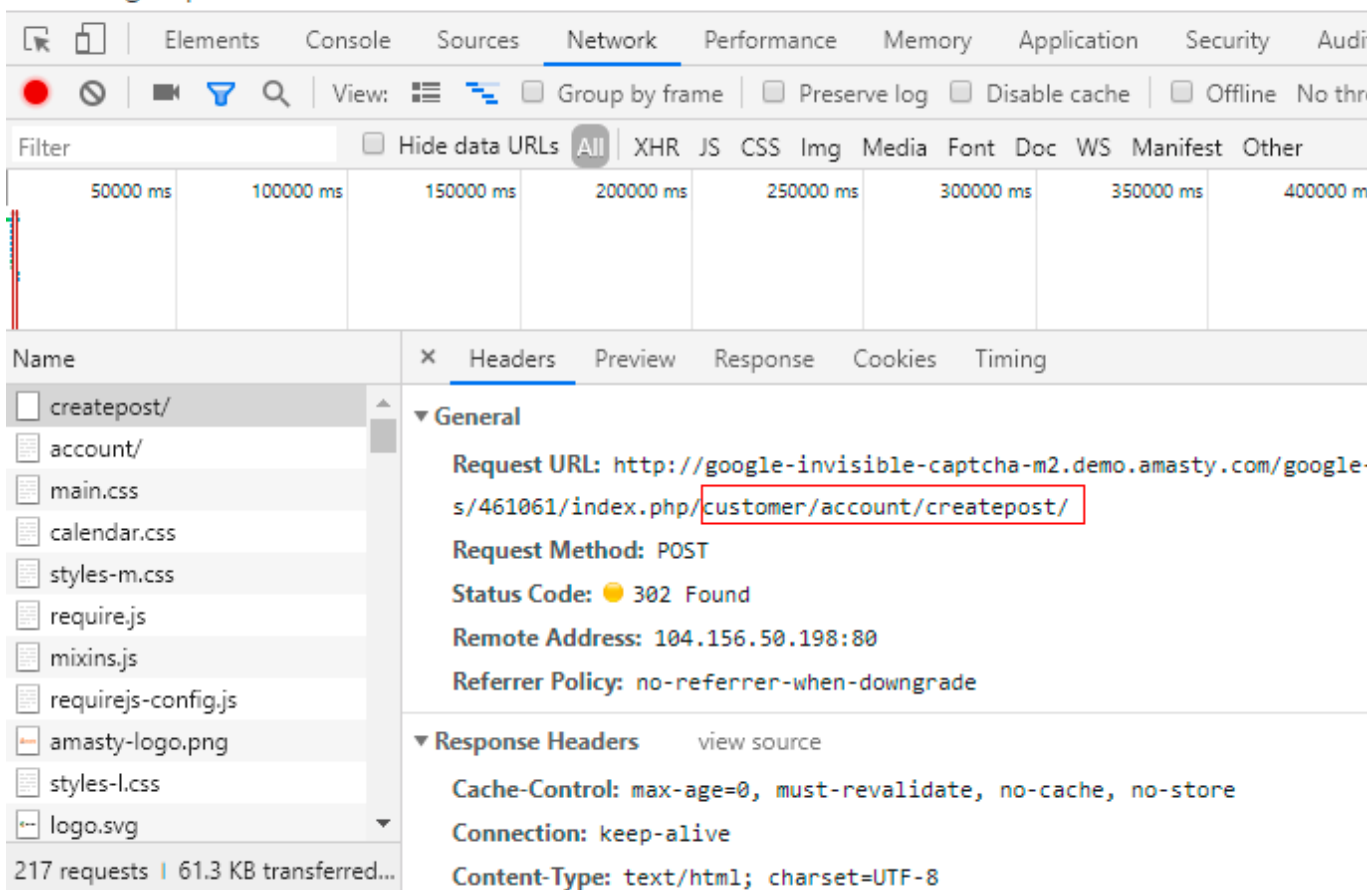 Elements Console Sources Network Performance Memory Application Security Audi
View: Group by frame Preserve log Disable cache Offline No thr
Filter Hide data URLs All XHR JS CSS Img Media Font Doc WS Manifest Other
50000 ms 100000 ms 150000 ms 200000 ms 250000 ms 300000 ms 350000 ms 400000 m
Name
createpost/
account/
main.css
calendar.css
styles-m.css
require.js
mixins.js
requirejs-config.js
amasty-logo.png
styles-l.css
logo.svg
217 requests | 61.3 KB transferred...
× Headers Preview Response Cookies Timing
General
Request URL: http://google-invisible-captcha-m2.demo.amasty.com/google-
s/461061/index.php/customer/account/createpost/
Request Method: POST
Status Code: 302 Found
Remote Address: 104.156.50.198:80
Referrer Policy: no-referrer-when-downgrade
Response Headers view source
Cache-Control: max-age=0, must-revalidate, no-cache, no-store
Connection: keep-alive
Content-Type: text/html; charset=UTF-8